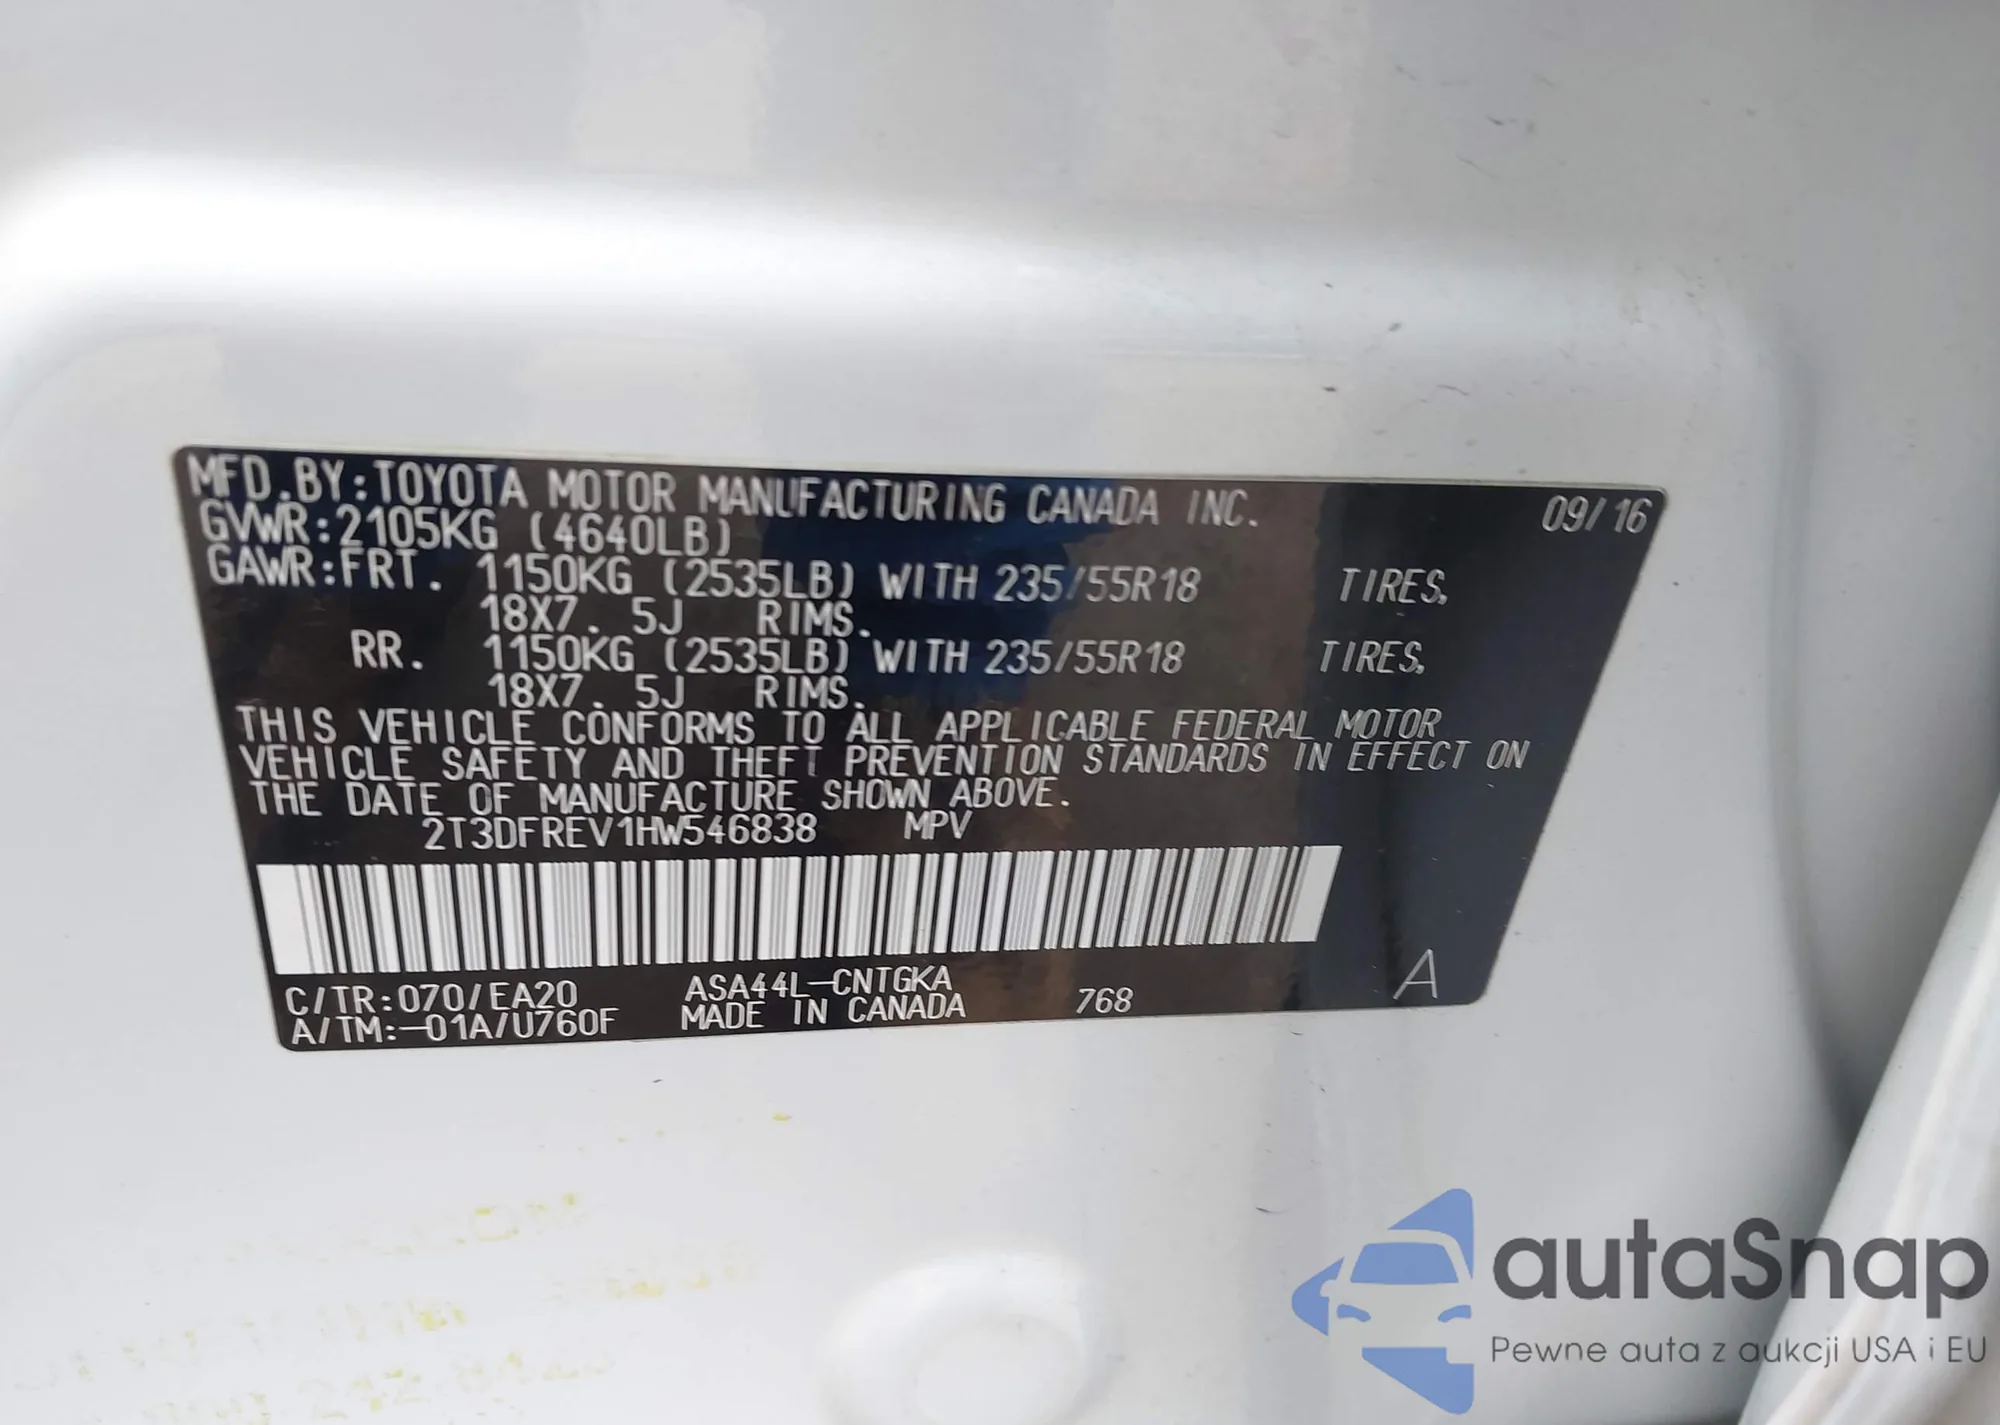 MFD.BY:TOYOTA MOTOR MANUFACTURING CANADA INC. 09/16
GVWR:2105KG (4640LB)
GAWR:FRT. 1150KG (2535LB) WITH 235/55R18 TIRES,
18X7. 5J RIMS.
RR. 1150KG (2535LB) WITH 235/55R18 TIRES,
18X7. 5J RIMS.
THIS VEHICLE CONFORMS TO ALL APPLICABLE FEDERAL MOTOR
VEHICLE SAFETY AND THEFT PREVENTION STANDARDS IN EFFECT ON
THE DATE OF MANUFACTURE SHOWN ABOVE.
2T3DFREV1HW546838 MPV
C/TR:070/EA20 ASA44L-CNTGKA A
A/TM:-01A/U760F MADE IN CANADA 768
autaSnap
Pewne auta z aukcji USA i EU